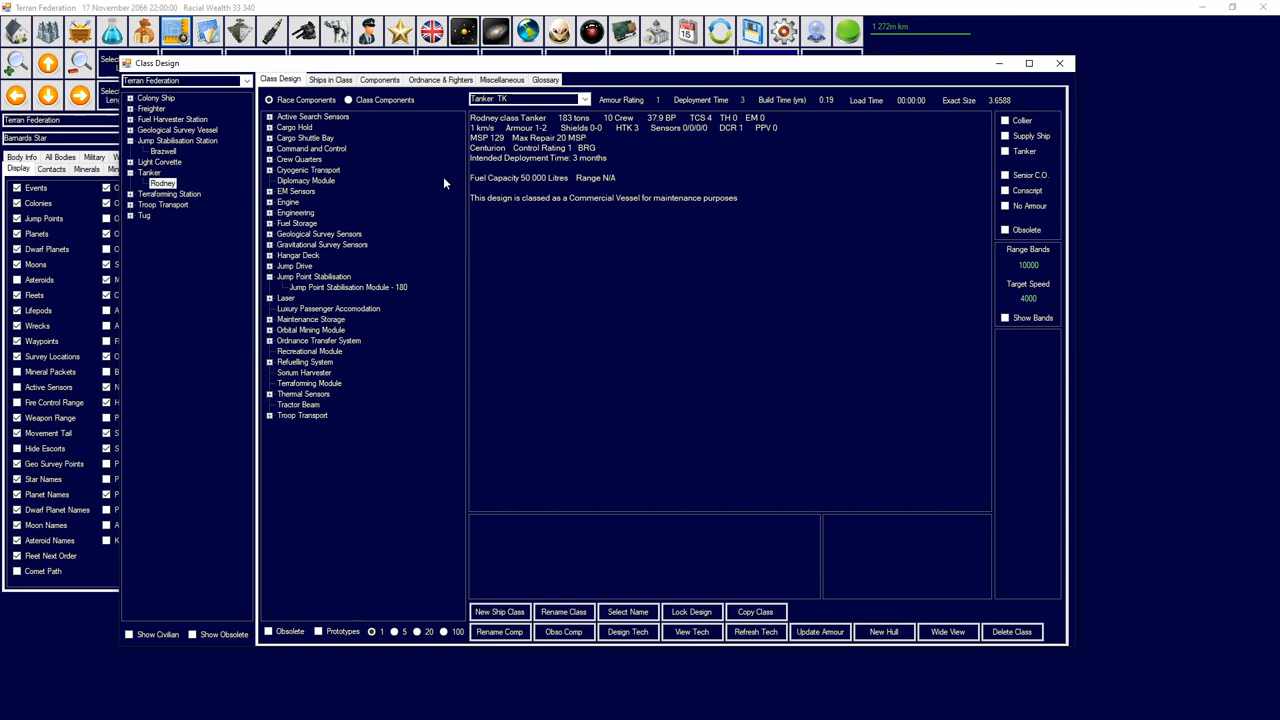 Terran Federation 17 November 2066 22:00:00 Racial Wealth 33 340
1 272m km
Class Design
Terran Federation
Colony Ship
Freighter
Fuel Harvester Station
Geological Survey Vessel
Jump Stabilisation Station
Brazwell
Light Corvette
Tanker
Rodney
Terraforming Station
Troop Transport
Tug
Show Civilian Show Obsolete
Terran Federation
Barnards Star
Body Info All Bodies Military
Display Contacts Minerals
Events
Colonies
Jump Points
Planets
Dwarf Planets
Moons
Asteroids
Fleets
Lifepods
Wrecks
Waypoints
Survey Locations
Mineral Packets
Active Sensors
Fire Control Range
Weapon Range
Movement Tail
Hide Escorts
Geo Survey Points
Star Names
Planet Names
Dwarf Planet Names
Moon Names
Asteroid Names
Fleet Next Order
Comet Path
Class Design Ships in Class Components Ordnance & Fighters Miscellaneous Glossary
Race Components Class Components
Active Search Sensors
Cargo Hold
Cargo Shuttle Bay
Command and Control
Crew Quarters
Cryogenic Transport
Diplomacy Module
EM Sensors
Engine
Engineering
Fuel Storage
Geological Survey Sensors
Gravitational Survey Sensors
Hangar Deck
Jump Drive
Jump Point Stabilisation
Jump Point Stabilisation Module - 180
Laser
Luxury Passenger Accomodation
Maintenance Storage
Orbital Mining Module
Ordnance Transfer System
Recreational Module
Refuelling System
Sorium Harvester
Terraforming Module
Thermal Sensors
Tractor Beam
Troop Transport
Obsolete Prototypes 1 5 20 100
Tanker TK Armour Rating 1 Deployment Time 3 Build Time (yrs) 0.19 Load Time 00:00:00 Exact Size 3.6588
Rodney class Tanker 183 tons 10 Crew 37.9 BP TCS 4 TH 0 EM 0
1 km/s Armour 1-2 Shields 0-0 HTK 3 Sensors 0/0/0/0 DCR 1 PPV 0
MSP 129 Max Repair 20 MSP
Centurion Control Rating 1 BRG
Intended Deployment Time: 3 months
Fuel Capacity 50 000 Litres Range N/A
This design is classed as a Commercial Vessel for maintenance purposes
Collier
Supply Ship
Tanker
Senior C.O.
Conscript
No Armour
Obsolete
Range Bands
10000
Target Speed
4000
Show Bands
New Ship Class Rename Class Select Name Lock Design Copy Class
Rename Comp Obso Comp Design Tech View Tech Refresh Tech Update Armour New Hull Wide View Delete Class